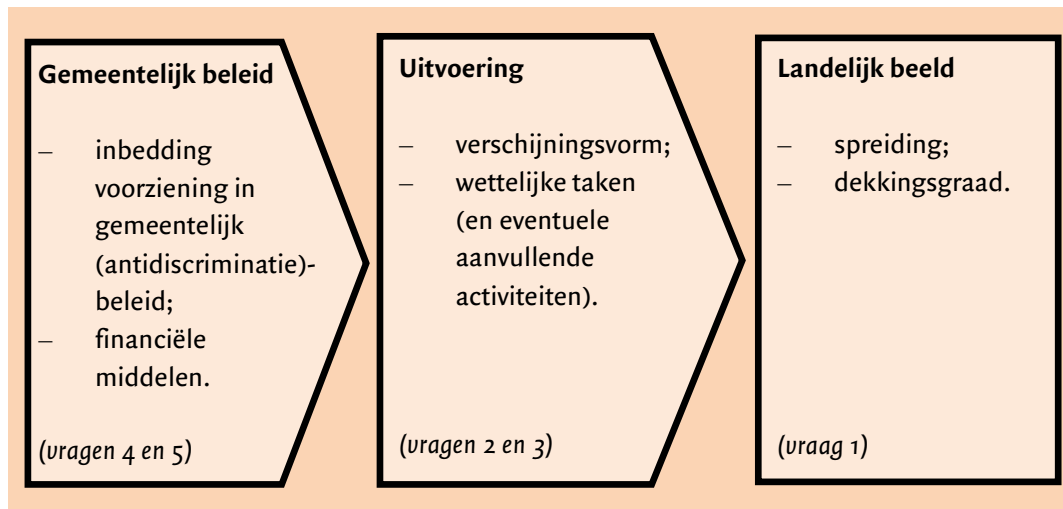 Gemeentelijk beleid
– inbedding
voorziening in
gemeentelijk
(antidiscriminatie)-
beleid;
– financiële
middelen.
(vragen 4 en 5)
Uitvoering
– verschijningsvorm;
– wettelijke taken
(en eventuele
aanvullende
activiteiten).
(vragen 2 en 3)
Landelijk beeld
– spreiding;
– dekkingsgraad.
(vraag 1)